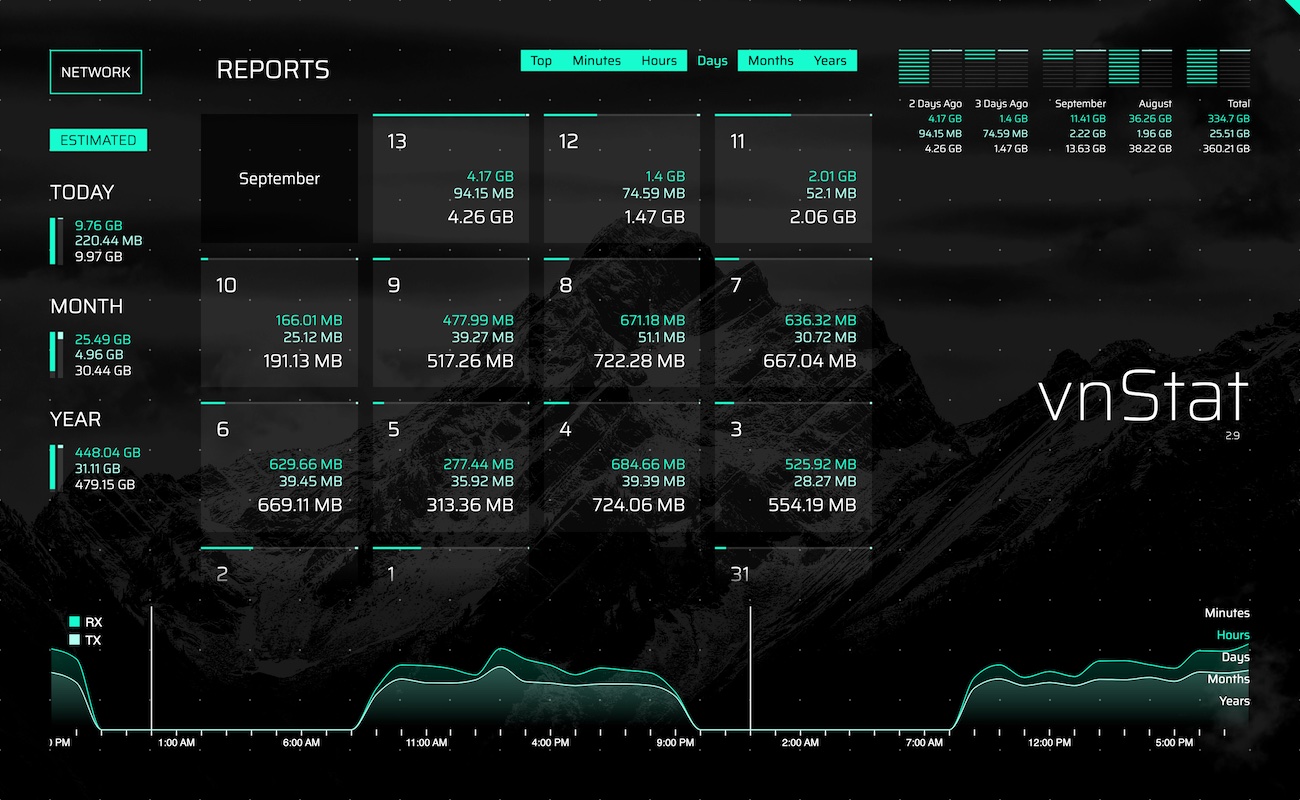 NETWORK
ESTIMATED
TODAY
9.76 GB
220.44 MB
9.97 GB
MONTH
25.49 GB
4.96 GB
30.44 GB
YEAR
448.04 GB
31.11 GB
479.15 GB
REPORTS
Top Minutes Hours Days Months Years
September
13
4.17 GB
94.15 MB
4.26 GB
12
1.4 GB
74.59 MB
1.47 GB
11
2.01 GB
52.1 MB
2.06 GB
10
166.01 MB
25.12 MB
191.13 MB
9
477.99 MB
39.27 MB
517.26 MB
8
671.18 MB
51.1 MB
722.28 MB
7
636.32 MB
30.72 MB
667.04 MB
6
629.66 MB
39.45 MB
669.11 MB
5
277.44 MB
35.92 MB
313.36 MB
4
684.66 MB
39.39 MB
724.06 MB
3
525.92 MB
28.27 MB
554.19 MB
2
1
31
2 Days Ago 3 Days Ago September August Total
4.17 GB 1.4 GB 11.41 GB 36.26 GB 334.7 GB
94.15 MB 74.59 MB 2.22 GB 1.96 GB 25.51 GB
4.26 GB 1.47 GB 13.63 GB 38.22 GB 360.21 GB
vnStat
2.9
RX
TX
Minutes
Hours
Days
Months
Years
PM 1:00 AM 6:00 AM 11:00 AM 4:00 PM 9:00 PM 2:00 AM 7:00 AM 12:00 PM 5:00 PM